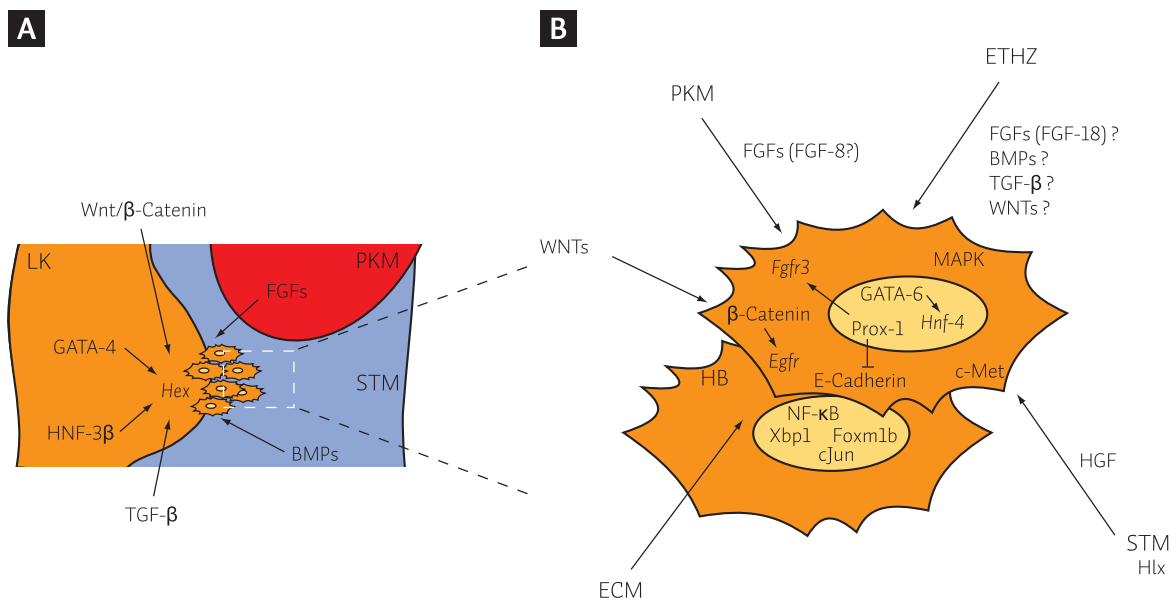 A
Wnt/β-Catenin
LK
PKM
FGFs
GATA-4
Hex
STM
HNF-3β
BMPs
TGF-β
B
ETHZ
PKM
FGFs (FGF-18) ?
BMPs ?
TGF-β ?
WNTs ?
FGFs (FGF-8?)
WNTs
Fgfr3
MAPK
GATA-6
β-Catenin
Prox-1
Hnf-4
Egfr
HB
E-Cadherin
c-Met
NF-κB
Xbp1 Foxm1b
cJun
HGF
STM
Hlx
ECM